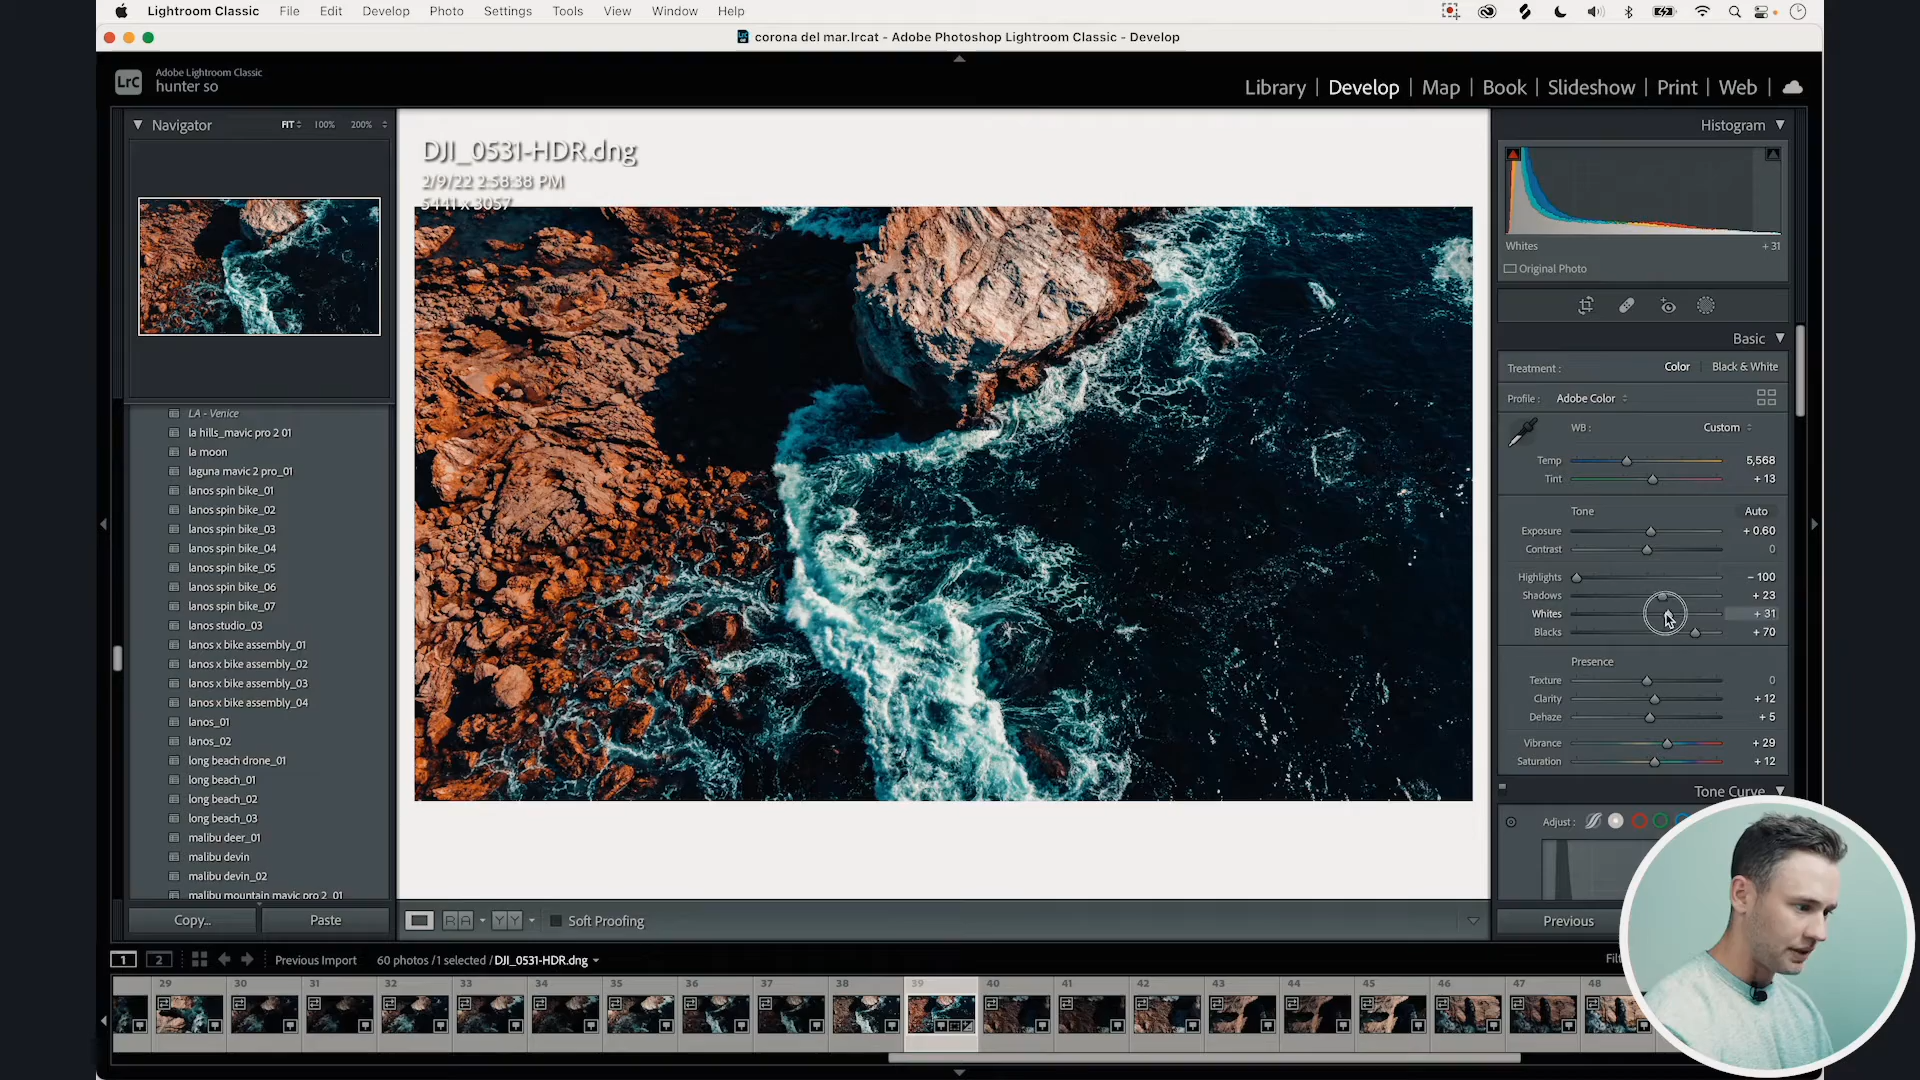 Lightroom Classic File Edit Develop Photo Settings Tools View Window Help
corona del mar.lrcat - Adobe Photoshop Lightroom Classic - Develop
LrC
Adobe Lightroom Classic
hunter so
Library | Develop | Map | Book | Slideshow | Print | Web
Navigator FIT 100% 200%
LA - Venice
la hills_mavic pro 2 01
la moon
laguna mavic 2 pro_01
lanos spin bike_01
lanos spin bike_02
lanos spin bike_03
lanos spin bike_04
lanos spin bike_05
lanos spin bike_06
lanos spin bike_07
lanos studio_03
lanos x bike assembly_01
lanos x bike assembly_02
lanos x bike assembly_03
lanos x bike assembly_04
lanos_01
lanos_02
long beach drone_01
long beach_01
long beach_02
long beach_03
malibu deer_01
malibu devin
malibu devin_02
malibu mountain mavic pro 2_01
Copy... Paste
DJI_0531-HDR.dng
2/9/22 2:58:38 PM
5441 x 3057
Soft Proofing
Histogram
Whites + 31
Original Photo
Basic
Treatment : Color | Black & White
Profile : Adobe Color
WB : Custom
Temp 5,568
Tint + 13
Tone Auto
Exposure + 0.60
Contrast 0
Highlights – 100
Shadows + 23
Whites + 31
Blacks + 70
Presence
Texture 0
Clarity + 12
Dehaze + 5
Vibrance + 29
Saturation + 12
Tone Curve
Adjust :
Previous
1 2 Previous Import 60 photos / 1 selected / DJI_0531-HDR.dng
29 30 31 32 33 34 35 36 37 38 39 40 41 42 43 44 45 46 47 48